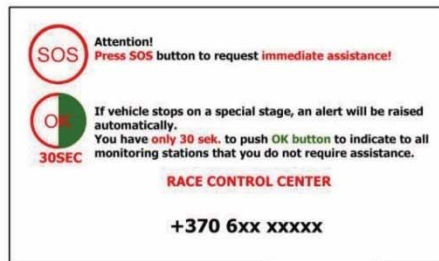 SOS
Attention!
Press SOS button to request immediate assistance!
OK
30SEC
If vehicle stops on a special stage, an alert will be raised
automatically.
You have only 30 sek. to push OK button to indicate to all
monitoring stations that you do not require assistance.
RACE CONTROL CENTER
+370 6xx xxxxx